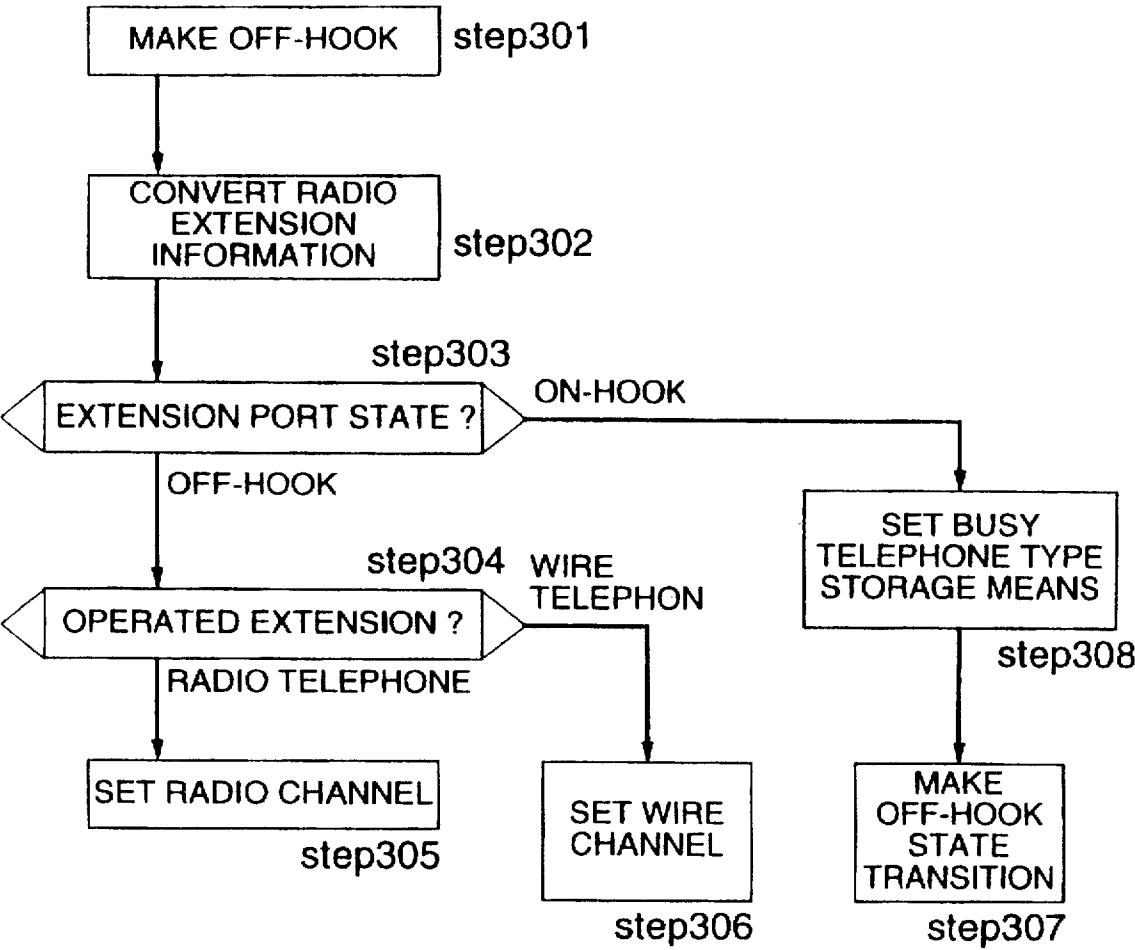 MAKE OFF-HOOK
step301
CONVERT RADIO
EXTENSION
INFORMATION
step302
step303
EXTENSION PORT STATE ?
ON-HOOK
OFF-HOOK
SET BUSY
TELEPHONE TYPE
STORAGE MEANS
step308
step304
WIRE
TELEPHON
OPERATED EXTENSION ?
RADIO TELEPHONE
SET RADIO CHANNEL
step305
SET WIRE
CHANNEL
step306
MAKE
OFF-HOOK
STATE
TRANSITION
step307